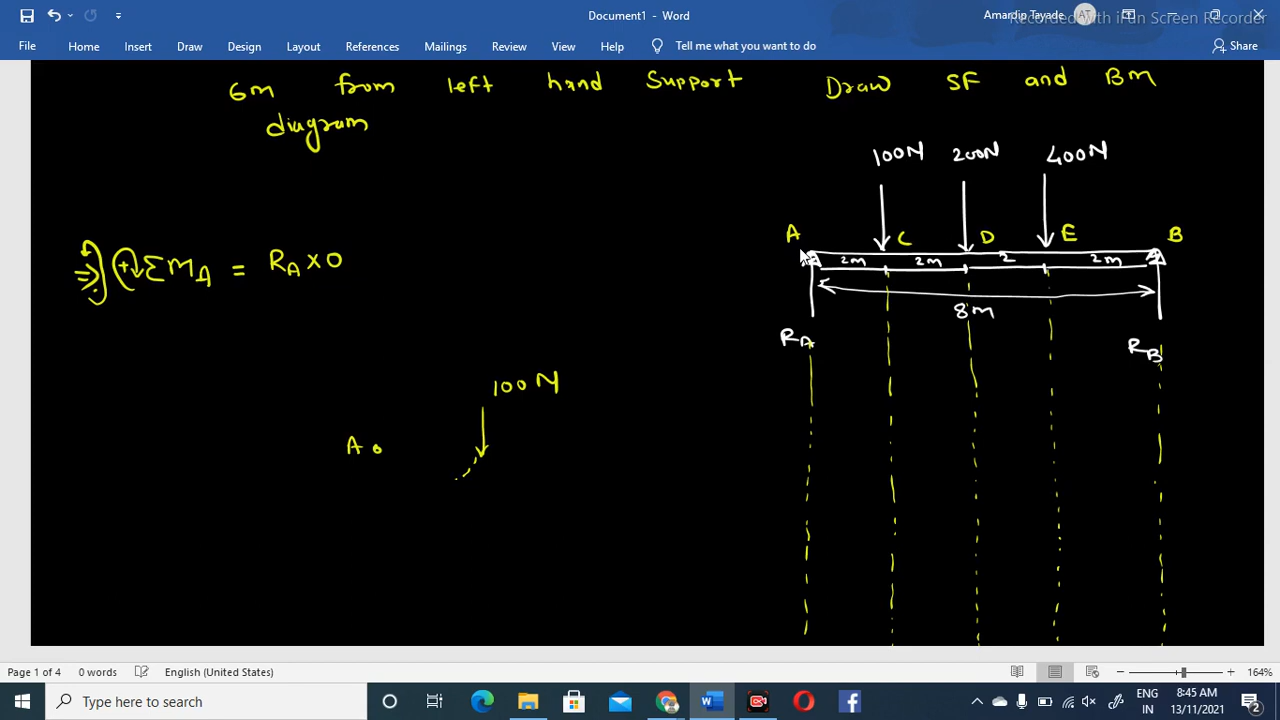 Document1 - Word
Amardip Tayade
AT
Recorded with iFun Screen Recorder
File Home Insert Draw Design Layout References Mailings Review View Help Tell me what you want to do Share
6m from left hand Support Draw SF and Bm
diagram
100N 200N 400N
A C D E B
2m 2m 2 2m
8m
RA RB
+ ΣMA = RA × 0
100 N
A
Page 1 of 4 0 words English (United States) 164%
Type here to search
ENG
IN
8:45 AM
13/11/2021
2